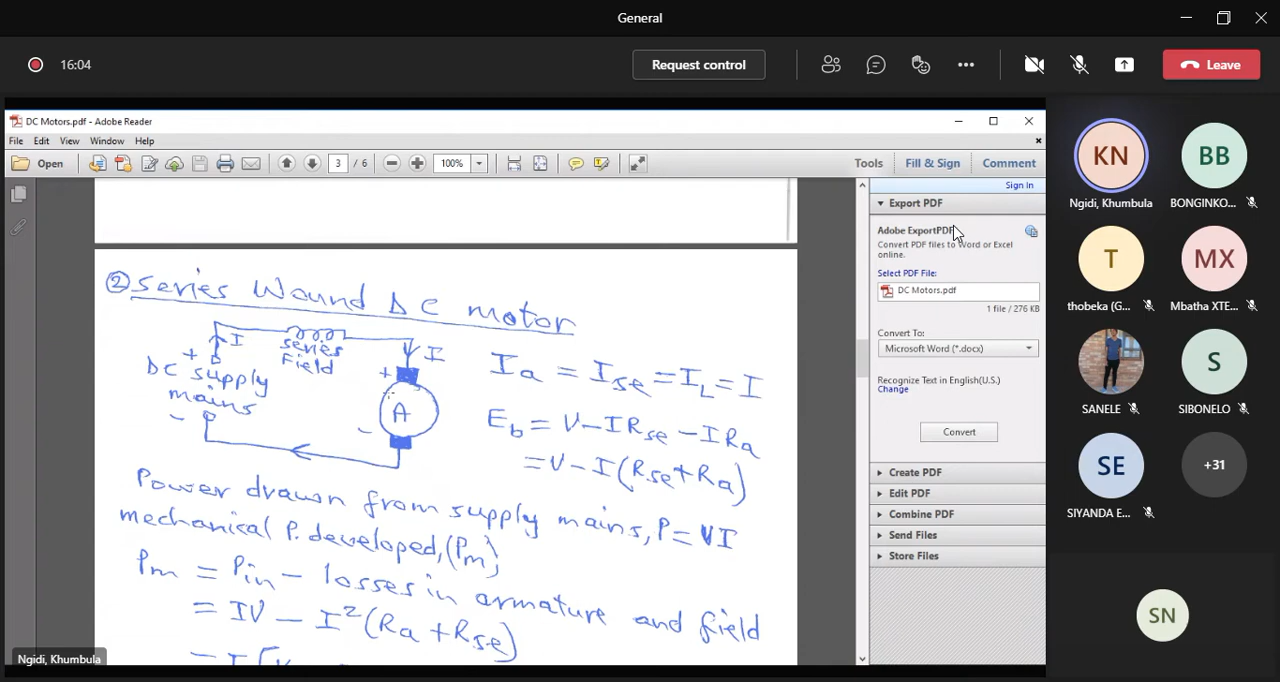 General
16:04
Request control
Leave
DC Motors.pdf - Adobe Reader
File Edit View Window Help
Open
3 / 6
100%
Tools
Fill & Sign
Comment
Sign In
Export PDF
Adobe ExportPDF
Convert PDF files to Word or Excel
online.
Select PDF File:
DC Motors.pdf
1 file / 276 KB
Convert To:
Microsoft Word (*.docx)
Recognize Text in English(U.S.)
Change
Convert
Create PDF
Edit PDF
Combine PDF
Send Files
Store Files
② series Wound DC motor
I
series
Field
I
+
DC supply
mains
-
+
A
-
Ia = Ise = IL = I
Eb = V - IRse - IRa
= V - I(Rse + Ra)
Power drawn from supply mains, P = VI
mechanical P. developed, (Pm)
Pm = Pin - losses in armature and field
= IV - I²(Ra + Rse)
Ngidi, Khumbula
KN
Ngidi, Khumbula
BB
BONGINKO...
T
thobeka (G...
MX
Mbatha XTE...
SANELE
S
SIBONELO
SE
SIYANDA E...
+31
SN